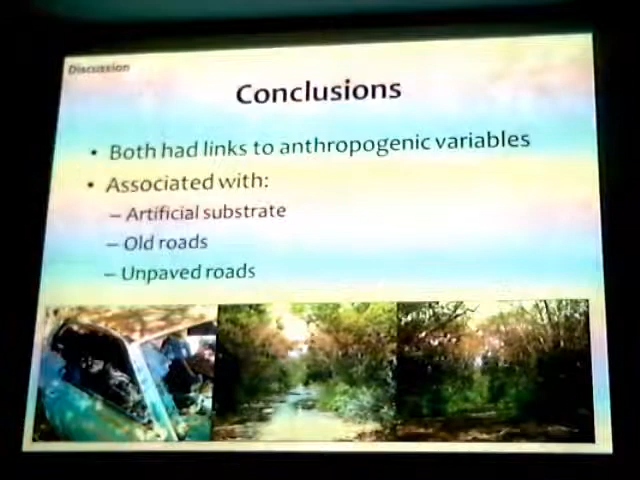 Discussion
Conclusions
• Both had links to anthropogenic variables
• Associated with:
– Artificial substrate
– Old roads
– Unpaved roads